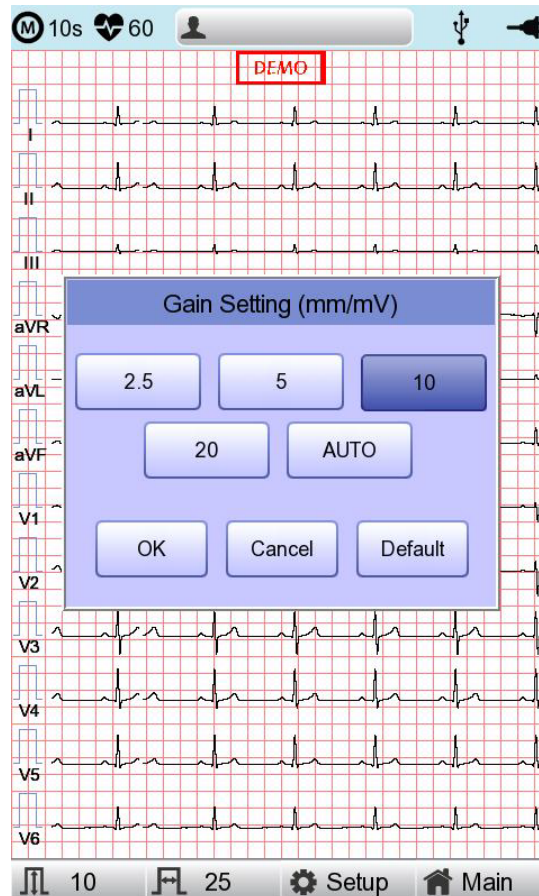 M 10s 60
DEMO
I
II
III
Gain Setting (mm/mV)
aVR
2.5 5 10
aVL
20 AUTO
aVF
V1
OK Cancel Default
V2
V3
V4
V5
V6
10 25 Setup Main